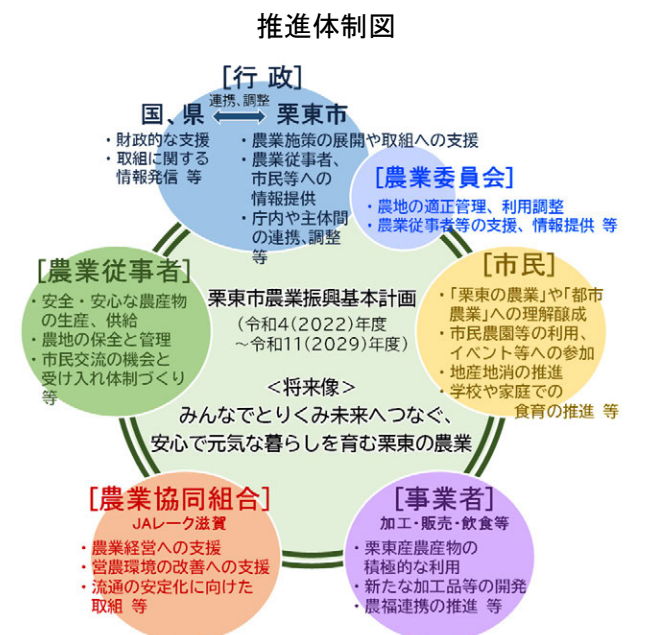 推進体制図
[行 政]
連携、調整
国、県
栗東市
・財政的な支援
・取組に関する
情報発信 等
・農業施策の展開や取組への支援
・農業従事者、
市民等への
情報提供
・庁内や主体間
の連携、調整
等
[農業委員会]
・農地の適正管理、利用調整
・農業従事者等の支援、情報提供 等
[農業従事者]
・安全・安心な農産物
の生産、供給
・農地の保全と管理
・市民交流の機会と
受け入れ体制づくり
等
栗東市農業振興基本計画
(令和4(2022)年度
~令和11(2029)年度)
<将来像>
みんなでとりくみ未来へつなぐ、
安心で元気な暮らしを育む栗東の農業
[市民]
・「栗東の農業」や「都市
農業」への理解醸成
・市民農園等の利用、
イベント等への参加
・地産地消の推進
・学校や家庭での
食育の推進 等
[農業協同組合]
JAレーク滋賀
・農業経営への支援
・営農環境の改善への支援
・流通の安定化に向けた
取組 等
[事業者]
加工・販売・飲食等
・栗東産農産物の
積極的な利用
・新たな加工品等の開発
・農福連携の推進 等